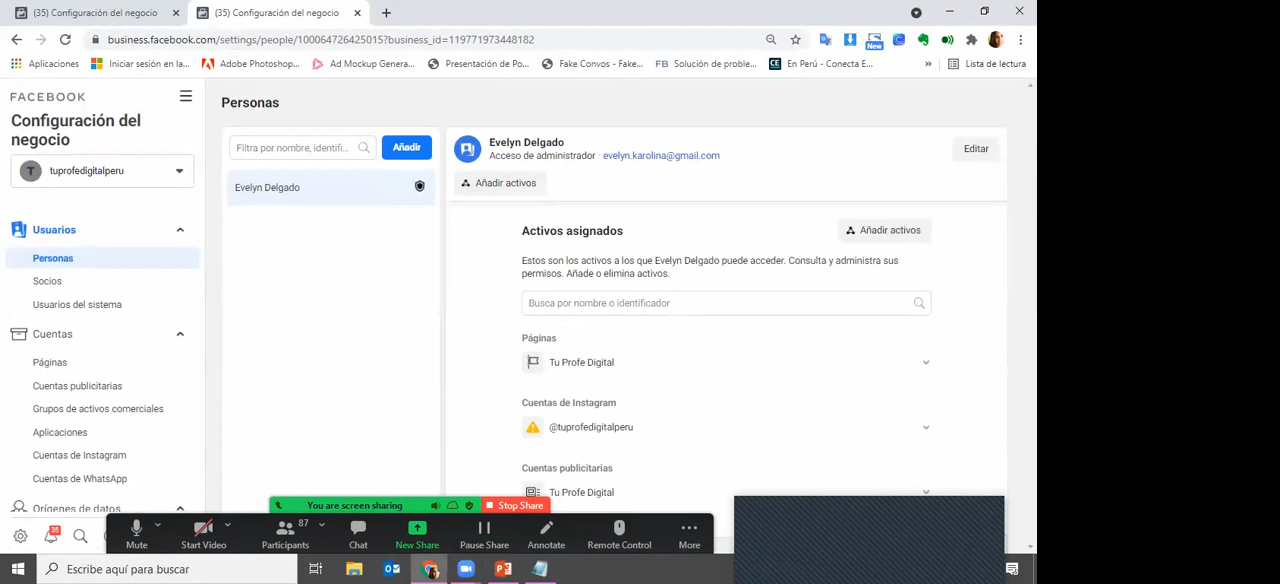 (35) Configuración del negocio
(35) Configuración del negocio
business.facebook.com/settings/people/100064726425015?business_id=119771973448182
New
Aplicaciones
Iniciar sesión en la...
Adobe Photoshop...
Ad Mockup Genera...
Presentación de Po...
Fake Convos - Fake...
FB Solución de proble...
CE En Perú - Conecta E...
»
Lista de lectura
FACEBOOK
Configuración del
negocio
T tuprofedigitalperu
Usuarios
Personas
Socios
Usuarios del sistema
Cuentas
Páginas
Cuentas publicitarias
Grupos de activos comerciales
Aplicaciones
Cuentas de Instagram
Cuentas de WhatsApp
Orígenes de datos
35
Personas
Filtra por nombre, identifi...
Añadir
Evelyn Delgado
Evelyn Delgado
Acceso de administrador · evelyn.karolina@gmail.com
Editar
Añadir activos
Activos asignados
Añadir activos
Estos son los activos a los que Evelyn Delgado puede acceder. Consulta y administra sus
permisos. Añade o elimina activos.
Busca por nombre o identificador
Páginas
Tu Profe Digital
Cuentas de Instagram
@tuprofedigitalperu
Cuentas publicitarias
Tu Profe Digital
You are screen sharing
Stop Share
Mute
Start Video
87
Participants
Chat
New Share
Pause Share
Annotate
Remote Control
More
Escribe aquí para buscar